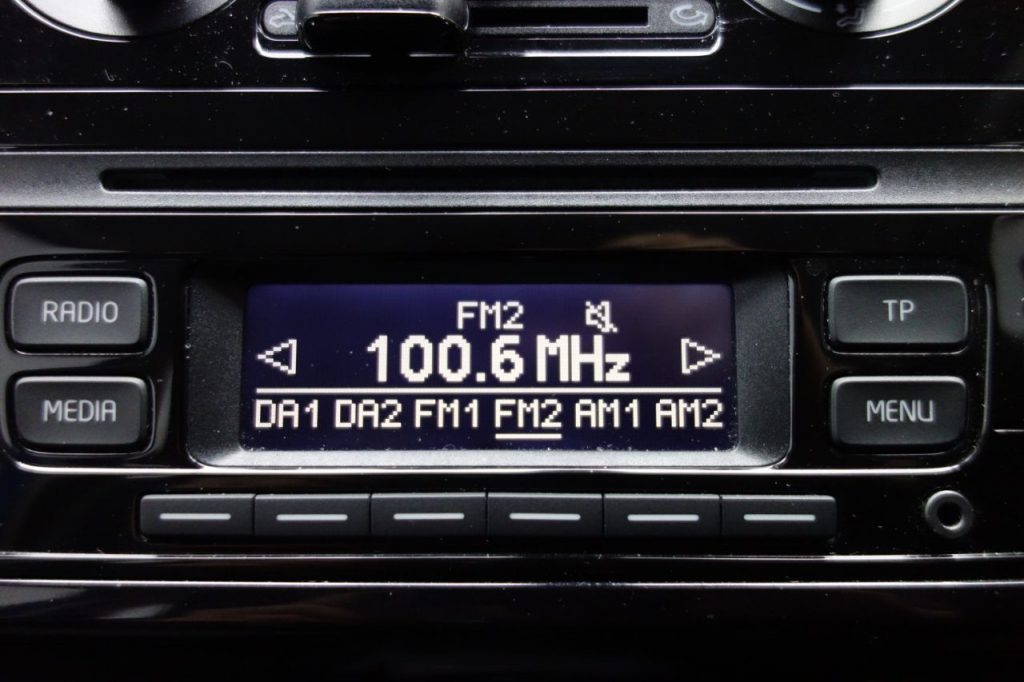 RADIO
MEDIA
FM2
100.6 MHz
DA1 DA2 FM1 FM2 AM1 AM2
TP
MENU